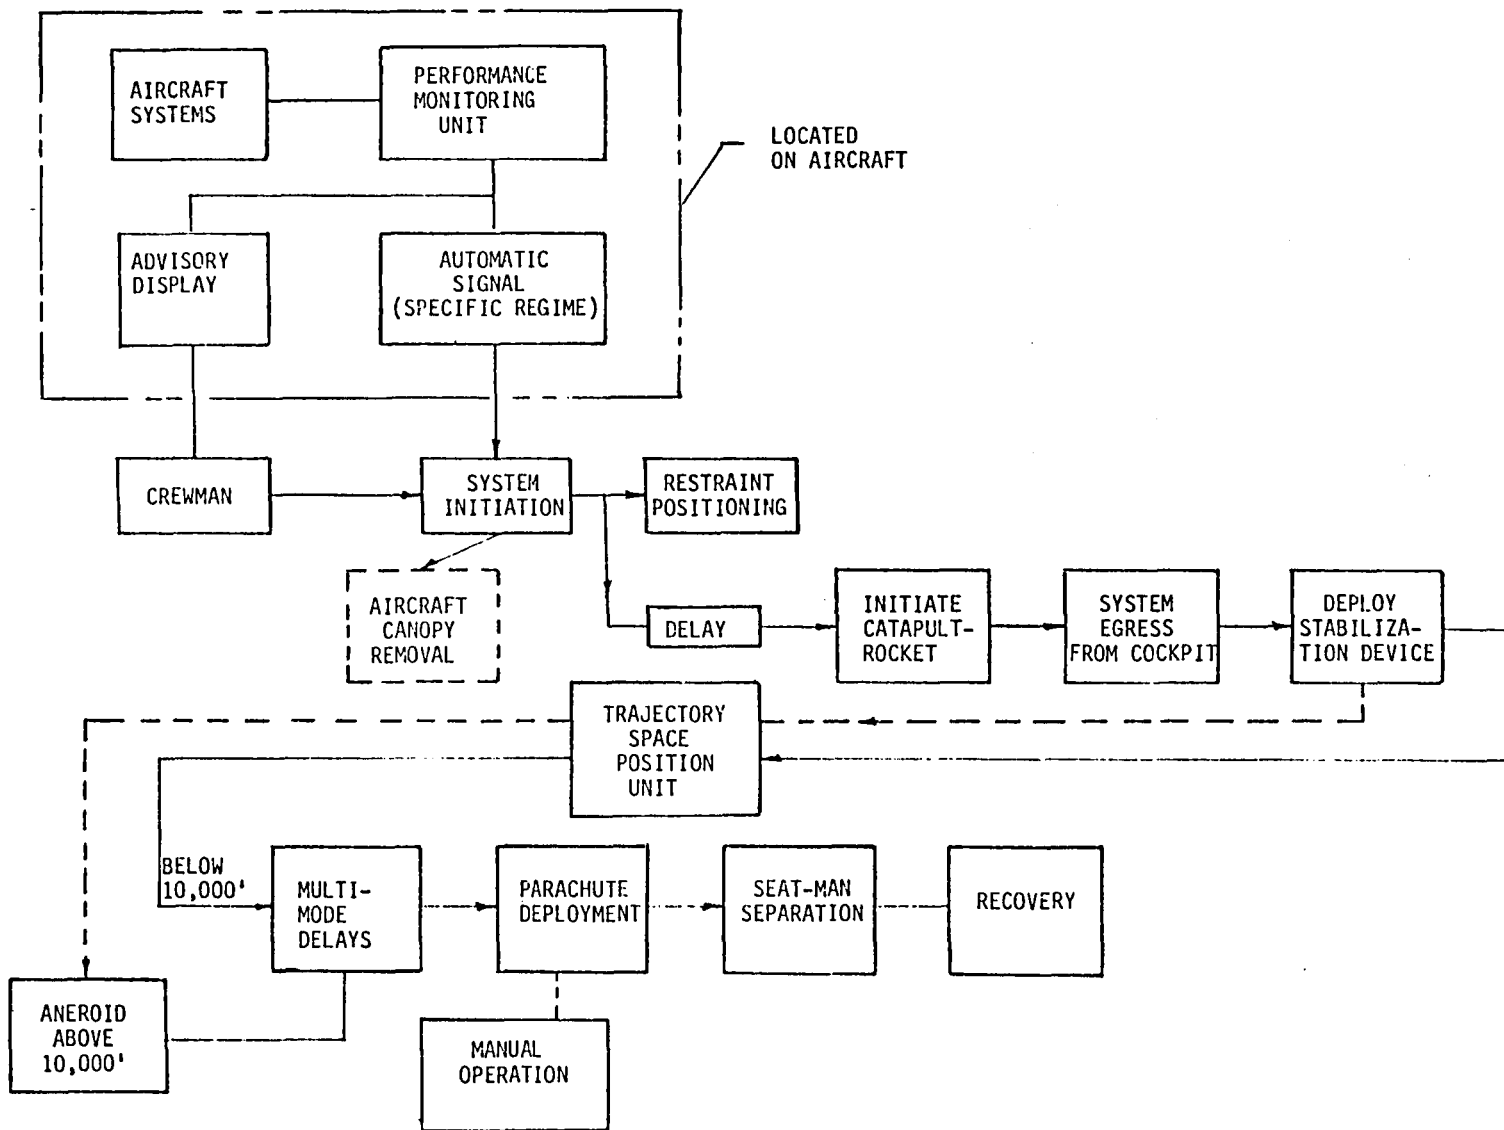 AIRCRAFT
SYSTEMS
PERFORMANCE
MONITORING
UNIT
LOCATED
ON AIRCRAFT
ADVISORY
DISPLAY
AUTOMATIC
SIGNAL
(SPECIFIC REGIME)
CREWMAN
SYSTEM
INITIATION
RESTRAINT
POSITIONING
AIRCRAFT
CANOPY
REMOVAL
DELAY
INITIATE
CATAPULT-
ROCKET
SYSTEM
EGRESS
FROM COCKPIT
DEPLOY
STABILIZA-
TION DEVICE
TRAJECTORY
SPACE
POSITION
UNIT
BELOW
10,000'
MULTI-
MODE
DELAYS
PARACHUTE
DEPLOYMENT
SEAT-MAN
SEPARATION
RECOVERY
ANEROID
ABOVE
10,000'
MANUAL
OPERATION